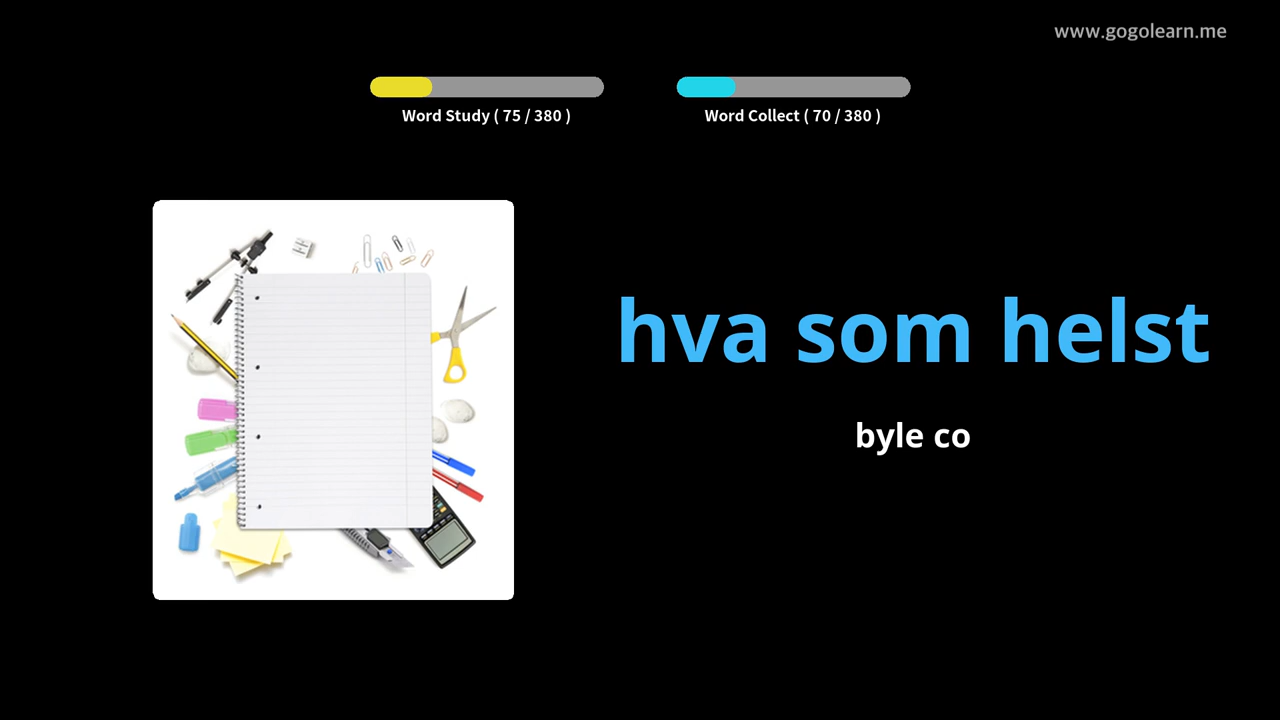 www.gogolearn.me
Word Study ( 75 / 380 )
Word Collect ( 70 / 380 )
hva som helst
byle co